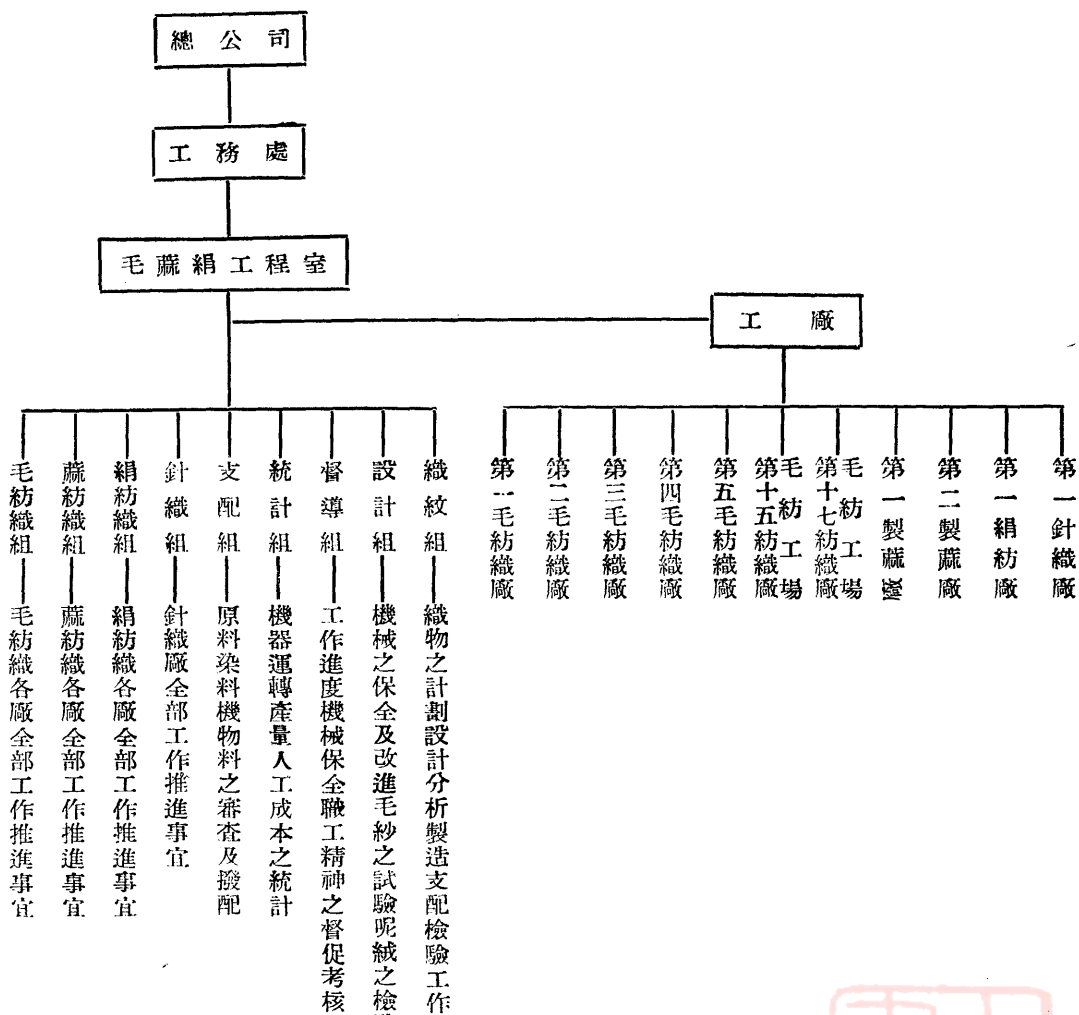 總公司
工務處
毛蔴絹工程室
工廠
第一針織廠
第一絹紡廠
第二製蔴廠
第一製蔴
第十七紡織廠毛紡工場
第十五紡織廠毛紡工場
第五毛紡織廠
第四毛紡織廠
第三毛紡織廠
第二毛紡織廠
第一毛紡織廠
織紋組—織物之計劃設計分析製造支配檢驗工作
設計組—機械之保全及改進毛紗之試驗呢絨之檢
督導組—工作進度機械保全職工精神之督促考核
統計組—機器運轉產量人工成本之統計
支配組—原料染料機物料之審查及撥配
針織組—針織廠全部工作推進事宜
絹紡織組—絹紡織各廠全部工作推進事宜
蔴紡織組—蔴紡織各廠全部工作推進事宜
毛紡織組—毛紡織各廠全部工作推進事宜